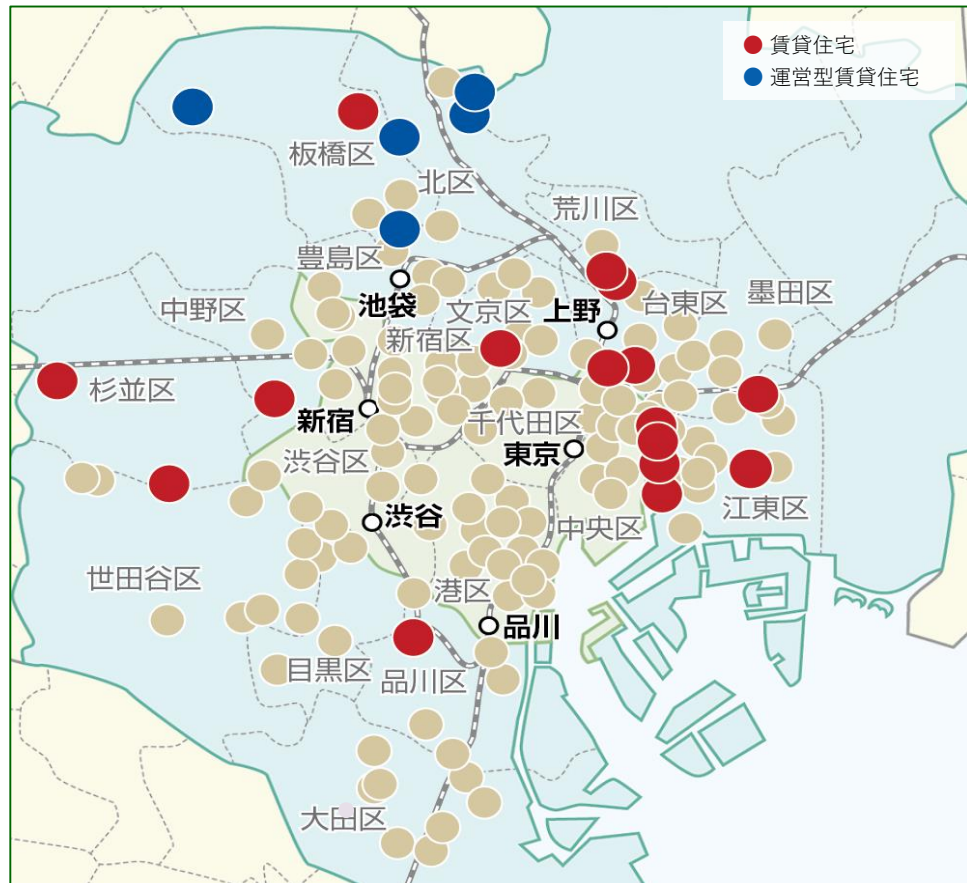 賃貸住宅
運営型賃貸住宅
板橋区
北区
荒川区
豊島区
池袋
文京区
上野
台東区
墨田区
中野区
新宿区
杉並区
新宿
千代田区
東京
渋谷区
渋谷
中央区
江東区
世田谷区
港区
品川
目黒区
品川区
大田区